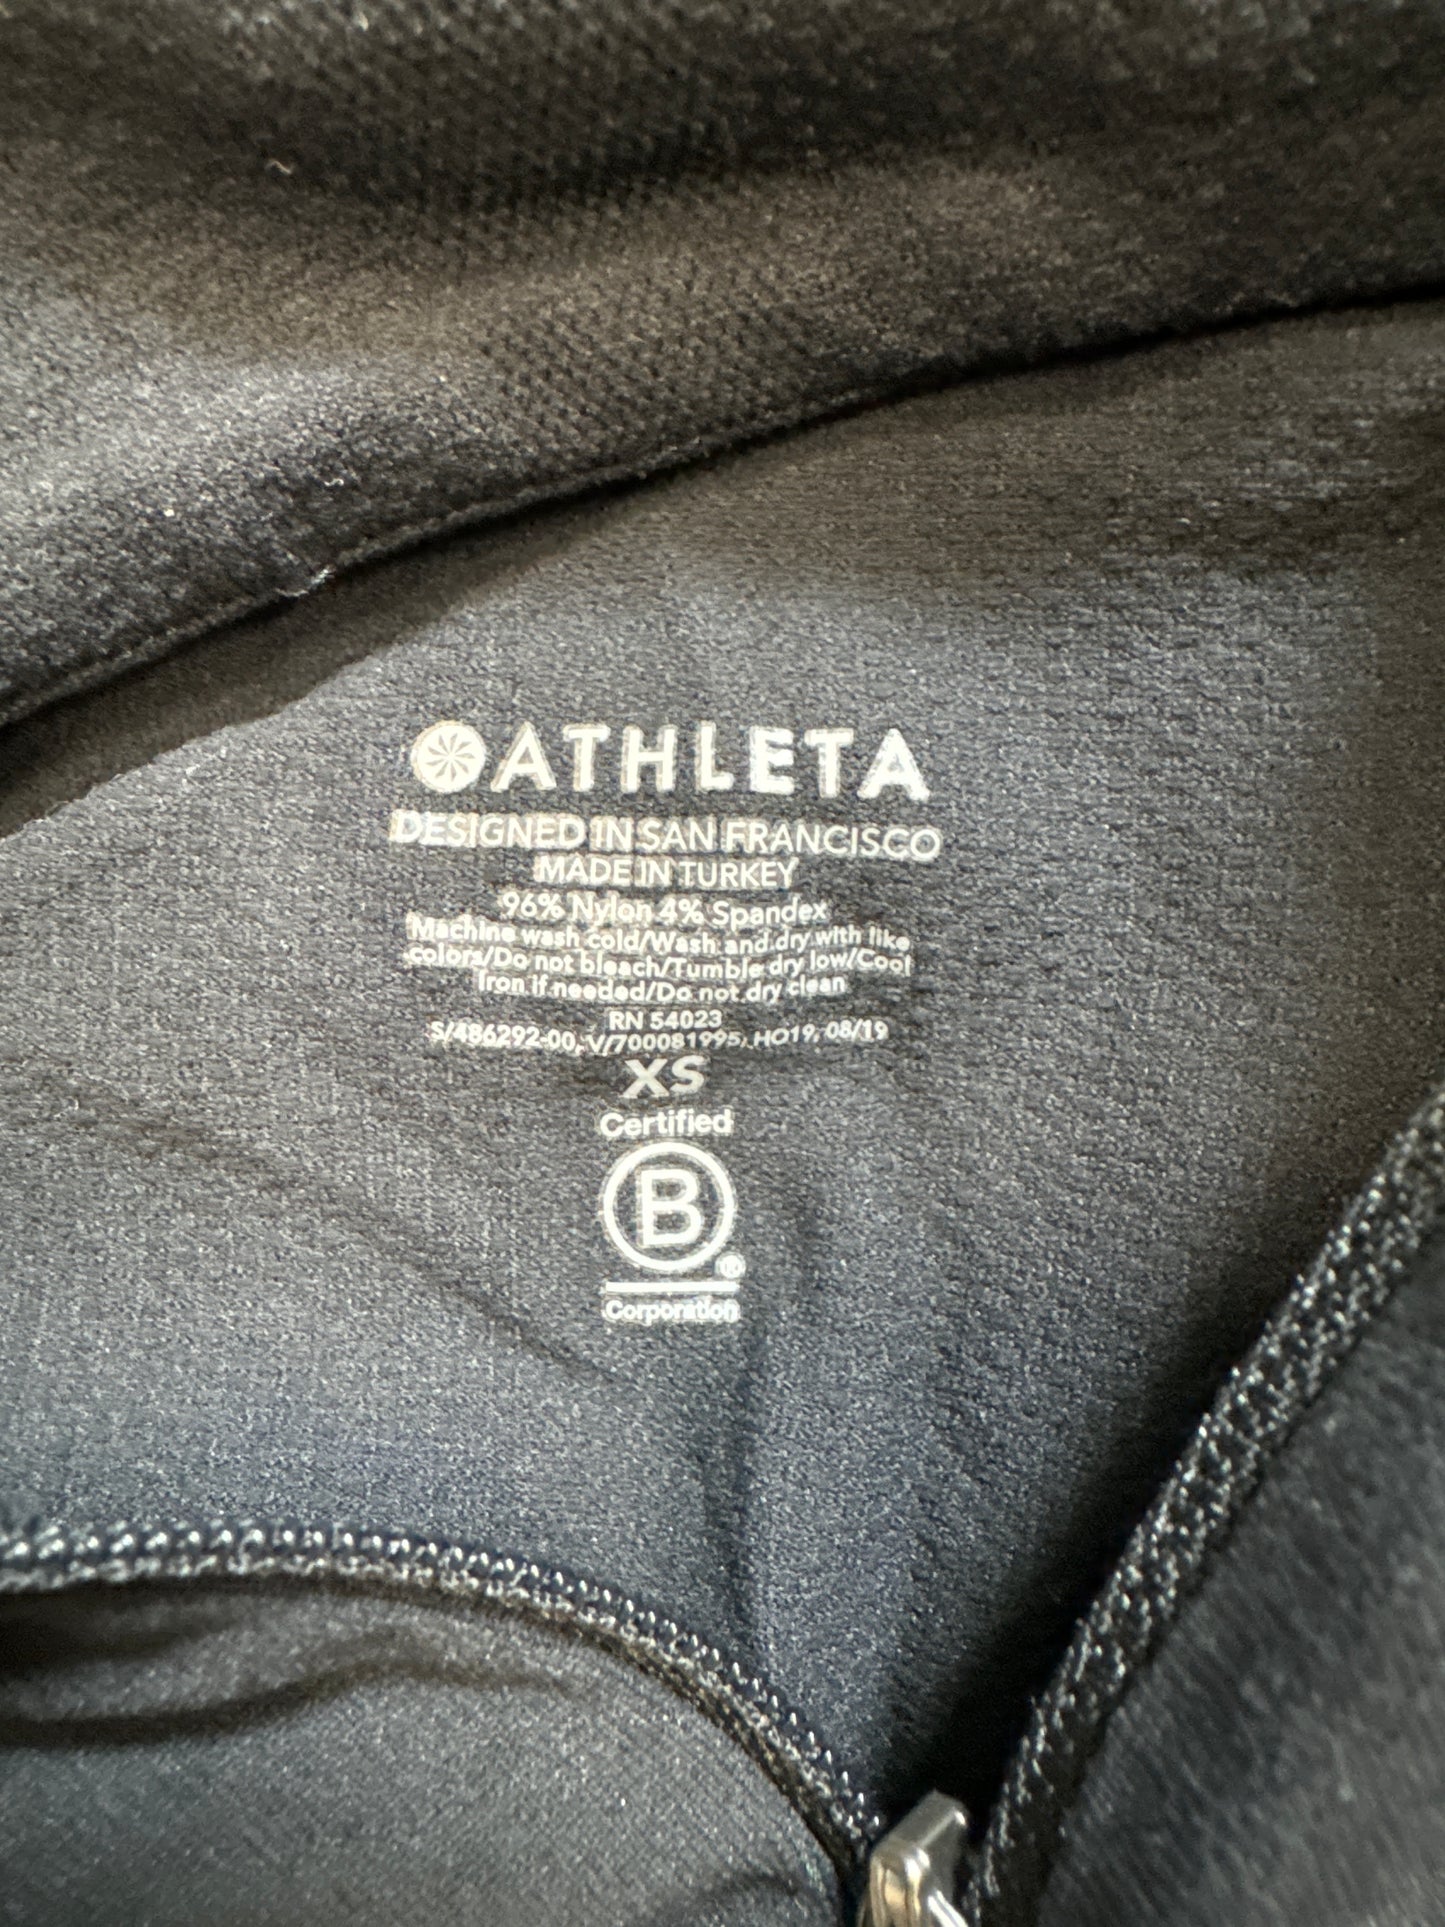 ATHLETA
DESIGNED IN SAN FRANCISCO
MADE IN TURKEY
96% Nylon 4% Spandex
Machine wash cold/Wash and dry with like
colors/Do not bleach/Tumble dry low/Cool
Iron if needed/Do not dry clean
RN 54023
S/486292-00, V/700081995, HO19, 08/19
XS
Certified
B®
Corporation